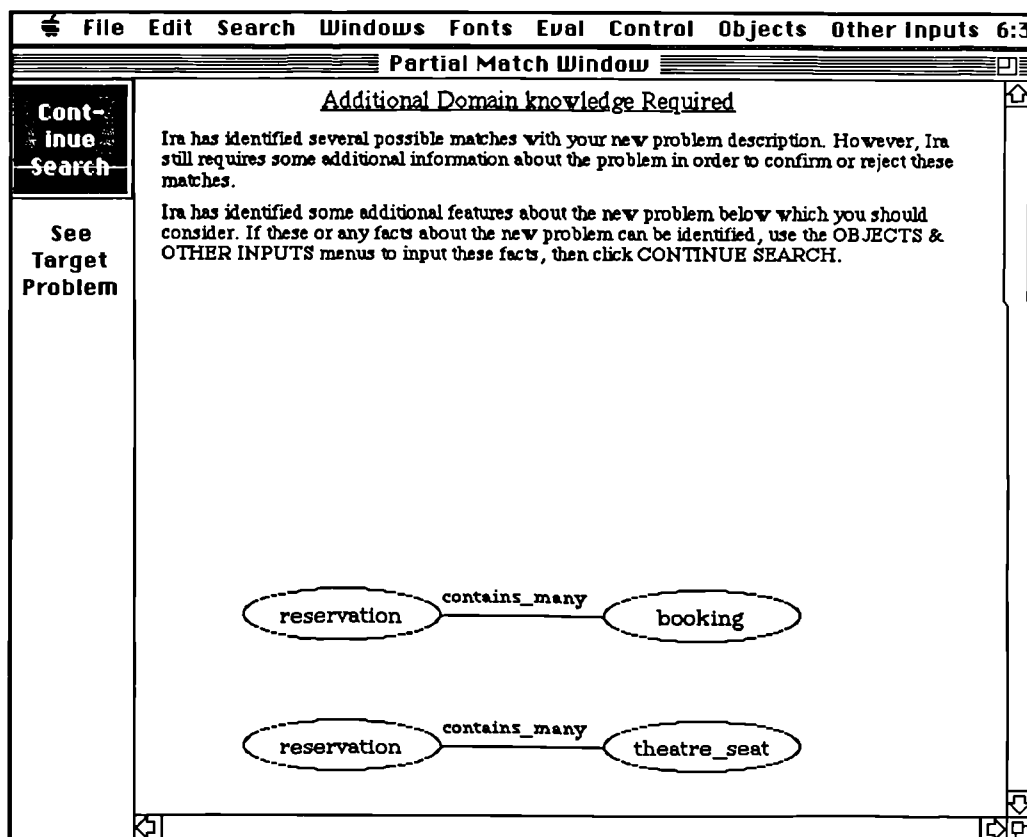 File Edit Search Windows Fonts Eval Control Objects Other Inputs 6:3
Partial Match Window
Cont-
inue
Search
See
Target
Problem
Additional Domain knowledge Required
Ira has identified several possible matches with your new problem description. However, Ira
still requires some additional information about the problem in order to confirm or reject these
matches.
Ira has identified some additional features about the new problem below which you should
consider. If these or any facts about the new problem can be identified, use the OBJECTS &
OTHER INPUTS menus to input these facts, then click CONTINUE SEARCH.
reservation contains_many booking
reservation contains_many theatre_seat